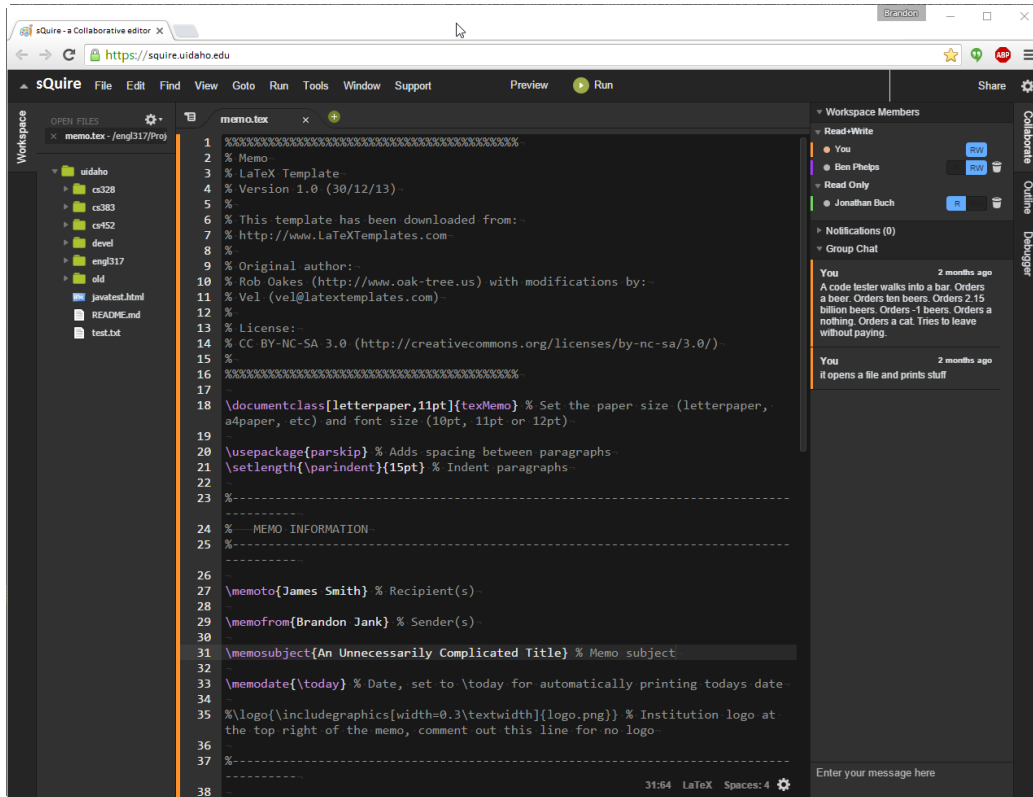 Brandon
sQuire - a Collaborative editor
https://squire.uidaho.edu
ABP
sQuire File Edit Find View Goto Run Tools Window Support Preview Run Share
Workspace
OPEN FILES
memo.tex - /engl317/Proj
uidaho
cs328
cs383
cs452
devel
engl317
old
javatest.html
README.md
test.txt
memo.tex
1 %%%%%%%%%%%%%%%%%%%%%%%%%%%%%%%%%%%%%%%%%
2 % Memo
3 % LaTeX Template
4 % Version 1.0 (30/12/13)
5 %
6 % This template has been downloaded from:
7 % http://www.LaTeXTemplates.com
8 %
9 % Original author:
10 % Rob Oakes (http://www.oak-tree.us) with modifications by:
11 % Vel (vel@latextemplates.com)
12 %
13 % License:
14 % CC BY-NC-SA 3.0 (http://creativecommons.org/licenses/by-nc-sa/3.0/)
15 %
16 %%%%%%%%%%%%%%%%%%%%%%%%%%%%%%%%%%%%%%%%%
17
18 \documentclass[letterpaper,11pt]{texMemo} % Set the paper size (letterpaper,
a4paper, etc) and font size (10pt, 11pt or 12pt)
19
20 \usepackage{parskip} % Adds spacing between paragraphs
21 \setlength{\parindent}{15pt} % Indent paragraphs
22
23 %-----------------------------------------------------------------------------
----------
24 % MEMO INFORMATION
25 %-----------------------------------------------------------------------------
----------
26
27 \memoto{James Smith} % Recipient(s)
28
29 \memofrom{Brandon Jank} % Sender(s)
30
31 \memosubject{An Unnecessarily Complicated Title} % Memo subject
32
33 \memodate{\today} % Date, set to \today for automatically printing todays date
34
35 %\logo{\includegraphics[width=0.3\textwidth]{logo.png}} % Institution logo at
the top right of the memo, comment out this line for no logo
36
37 %-----------------------------------------------------------------------------
----------
38
31:64 LaTeX Spaces: 4
Workspace Members
Read+Write
You RW
Ben Phelps RW
Read Only
Jonathan Buch R
Notifications (0)
Group Chat
You 2 months ago
A code tester walks into a bar. Orders
a beer. Orders ten beers. Orders 2.15
billion beers. Orders -1 beers. Orders a
nothing. Orders a cat. Tries to leave
without paying.
You 2 months ago
it opens a file and prints stuff
Enter your message here
Collaborate
Outline
Debugger